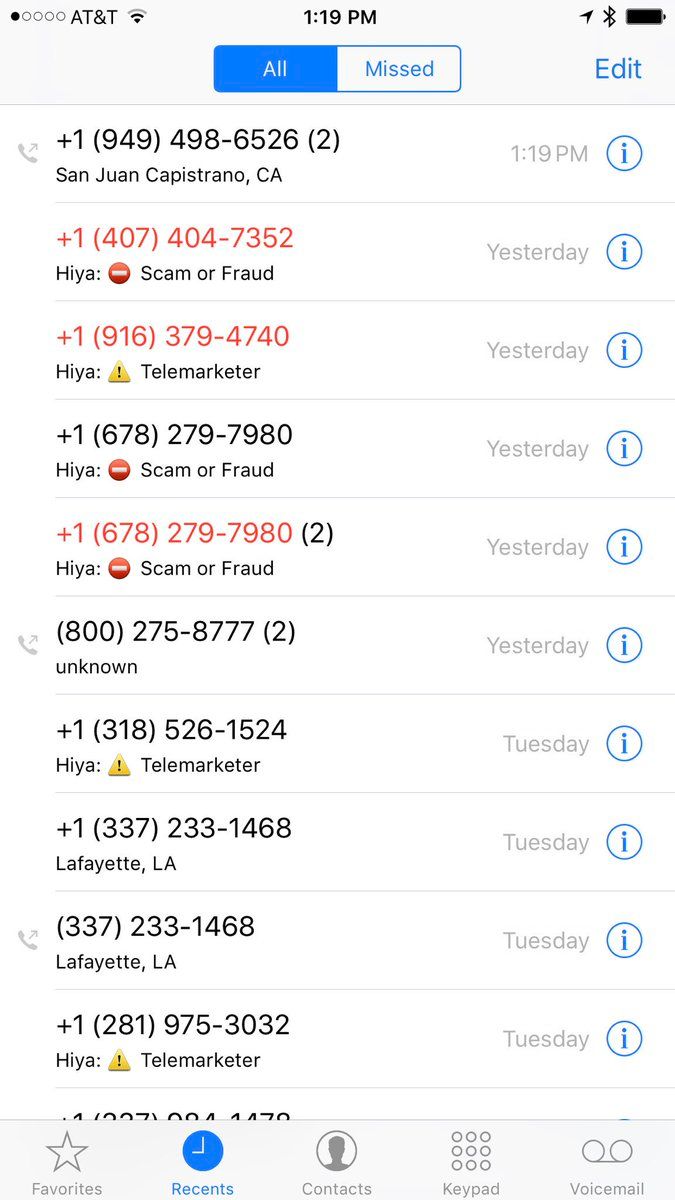 AT&T 1:19 PM
All Missed Edit
+1 (949) 498-6526 (2)
San Juan Capistrano, CA
1:19 PM
+1 (407) 404-7352
Hiya: ⛔ Scam or Fraud
Yesterday
+1 (916) 379-4740
Hiya: ⚠️ Telemarketer
Yesterday
+1 (678) 279-7980
Hiya: ⛔ Scam or Fraud
Yesterday
+1 (678) 279-7980 (2)
Hiya: ⛔ Scam or Fraud
Yesterday
(800) 275-8777 (2)
unknown
Yesterday
+1 (318) 526-1524
Hiya: ⚠️ Telemarketer
Tuesday
+1 (337) 233-1468
Lafayette, LA
Tuesday
(337) 233-1468
Lafayette, LA
Tuesday
+1 (281) 975-3032
Hiya: ⚠️ Telemarketer
Tuesday
Favorites Recents Contacts Keypad Voicemail